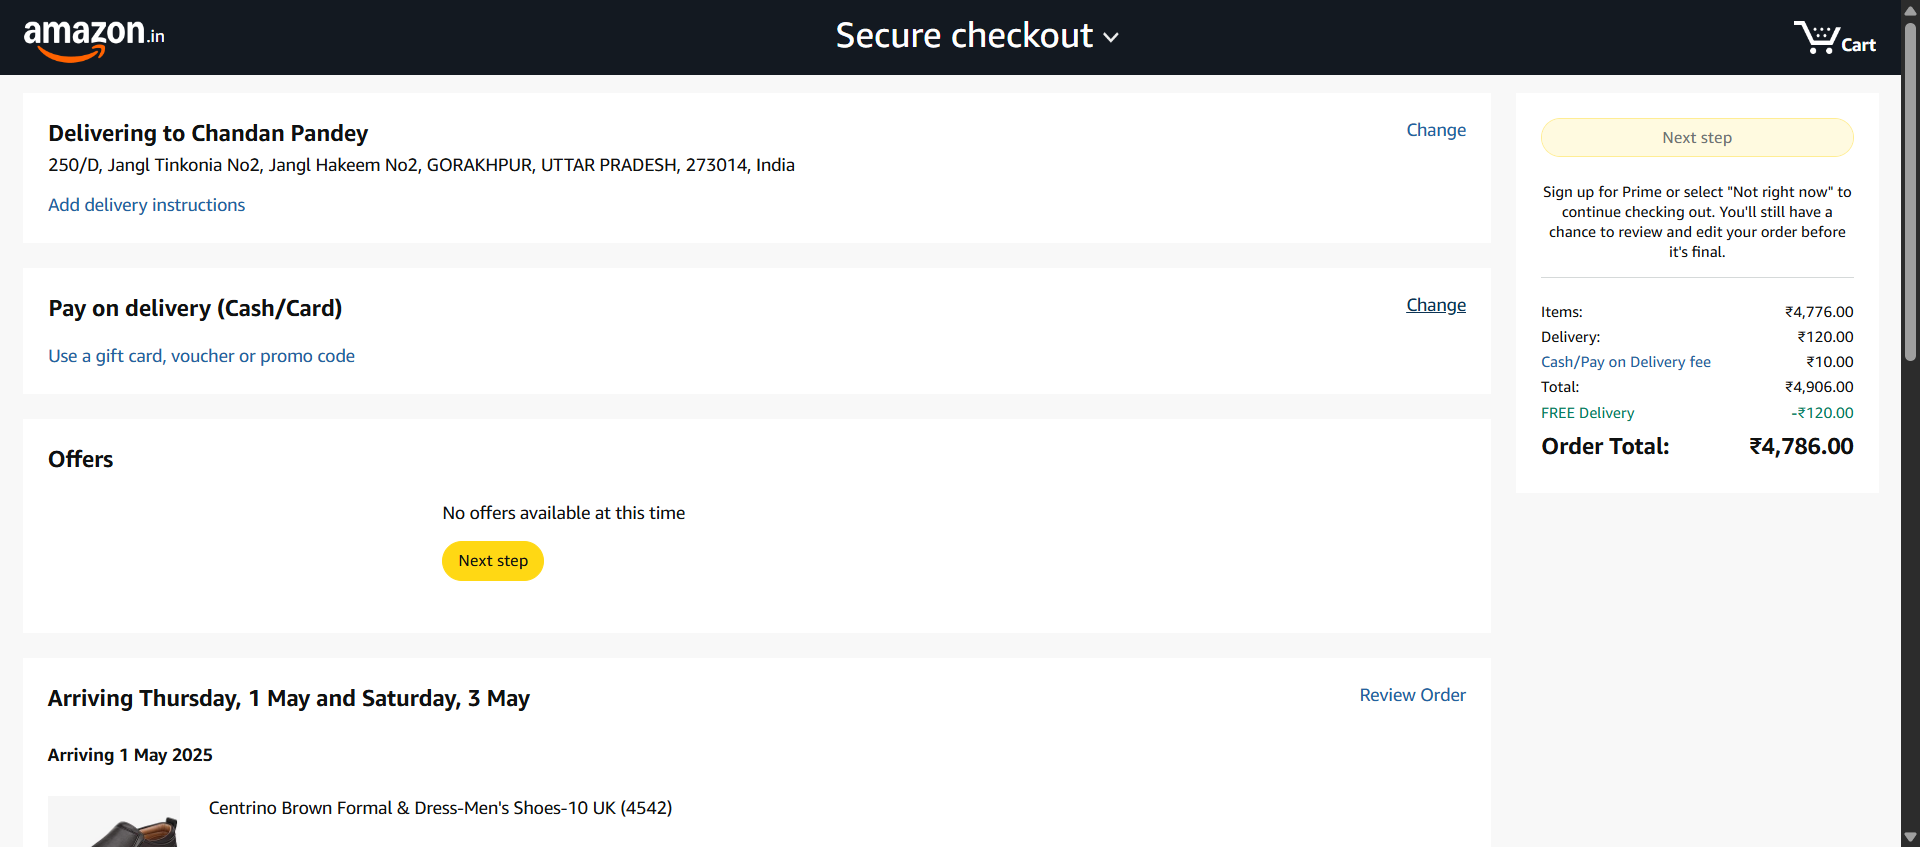 amazon.in
Secure checkout
Cart
Delivering to Chandan Pandey
Change
250/D, Jangl Tinkonia No2, Jangl Hakeem No2, GORAKHPUR, UTTAR PRADESH, 273014, India
Add delivery instructions
Pay on delivery (Cash/Card)
Change
Use a gift card, voucher or promo code
Offers
No offers available at this time
Next step
Arriving Thursday, 1 May and Saturday, 3 May
Review Order
Arriving 1 May 2025
Centrino Brown Formal & Dress-Men's Shoes-10 UK (4542)
Next step
Sign up for Prime or select "Not right now" to
continue checking out. You'll still have a
chance to review and edit your order before
it's final.
Items: ₹4,776.00
Delivery: ₹120.00
Cash/Pay on Delivery fee ₹10.00
Total: ₹4,906.00
FREE Delivery -₹120.00
Order Total: ₹4,786.00